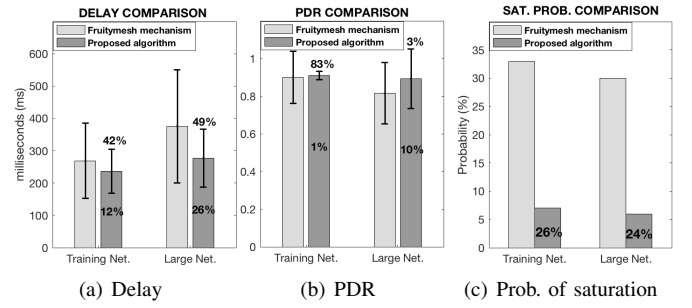 DELAY COMPARISON
Fruitymesh mechanism
Proposed algorithm
milliseconds (ms)
600
500
400
300
200
100
0
42%
12%
49%
26%
Training Net.
Large Net.
(a) Delay
PDR COMPARISON
Fruitymesh mechanism
Proposed algorithm
1
0.8
0.6
0.4
0.2
0
83%
1%
3%
10%
Training Net.
Large Net.
(b) PDR
SAT. PROB. COMPARISON
Fruitymesh mechanism
Proposed algorithm
Probability (%)
35
30
25
20
15
10
5
0
26%
24%
Training Net.
Large Net.
(c) Prob. of saturation